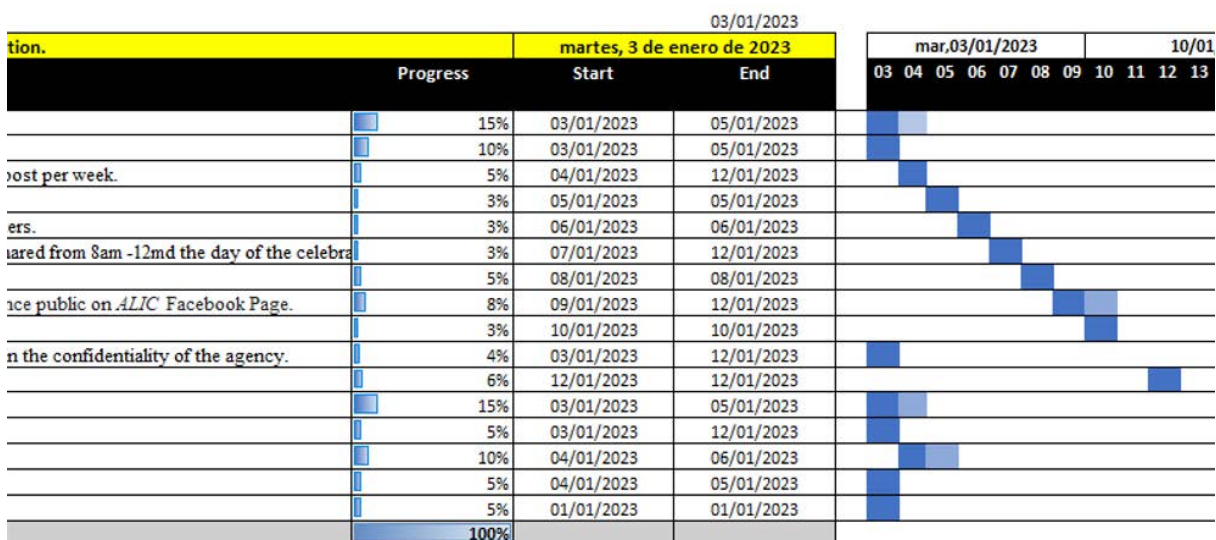 03/01/2023
tion. martes, 3 de enero de 2023 mar,03/01/2023 10/01,
Progress Start End 03 04 05 06 07 08 09 10 11 12 13
15% 03/01/2023 05/01/2023
10% 03/01/2023 05/01/2023
post per week. 5% 04/01/2023 12/01/2023
3% 05/01/2023 05/01/2023
ers. 3% 06/01/2023 06/01/2023
hared from 8am -12md the day of the celebra 3% 07/01/2023 12/01/2023
5% 08/01/2023 08/01/2023
nce public on ALIC Facebook Page. 8% 09/01/2023 12/01/2023
3% 10/01/2023 10/01/2023
n the confidentiality of the agency. 4% 03/01/2023 12/01/2023
6% 12/01/2023 12/01/2023
15% 03/01/2023 05/01/2023
5% 03/01/2023 12/01/2023
10% 04/01/2023 06/01/2023
5% 04/01/2023 05/01/2023
5% 01/01/2023 01/01/2023
100%